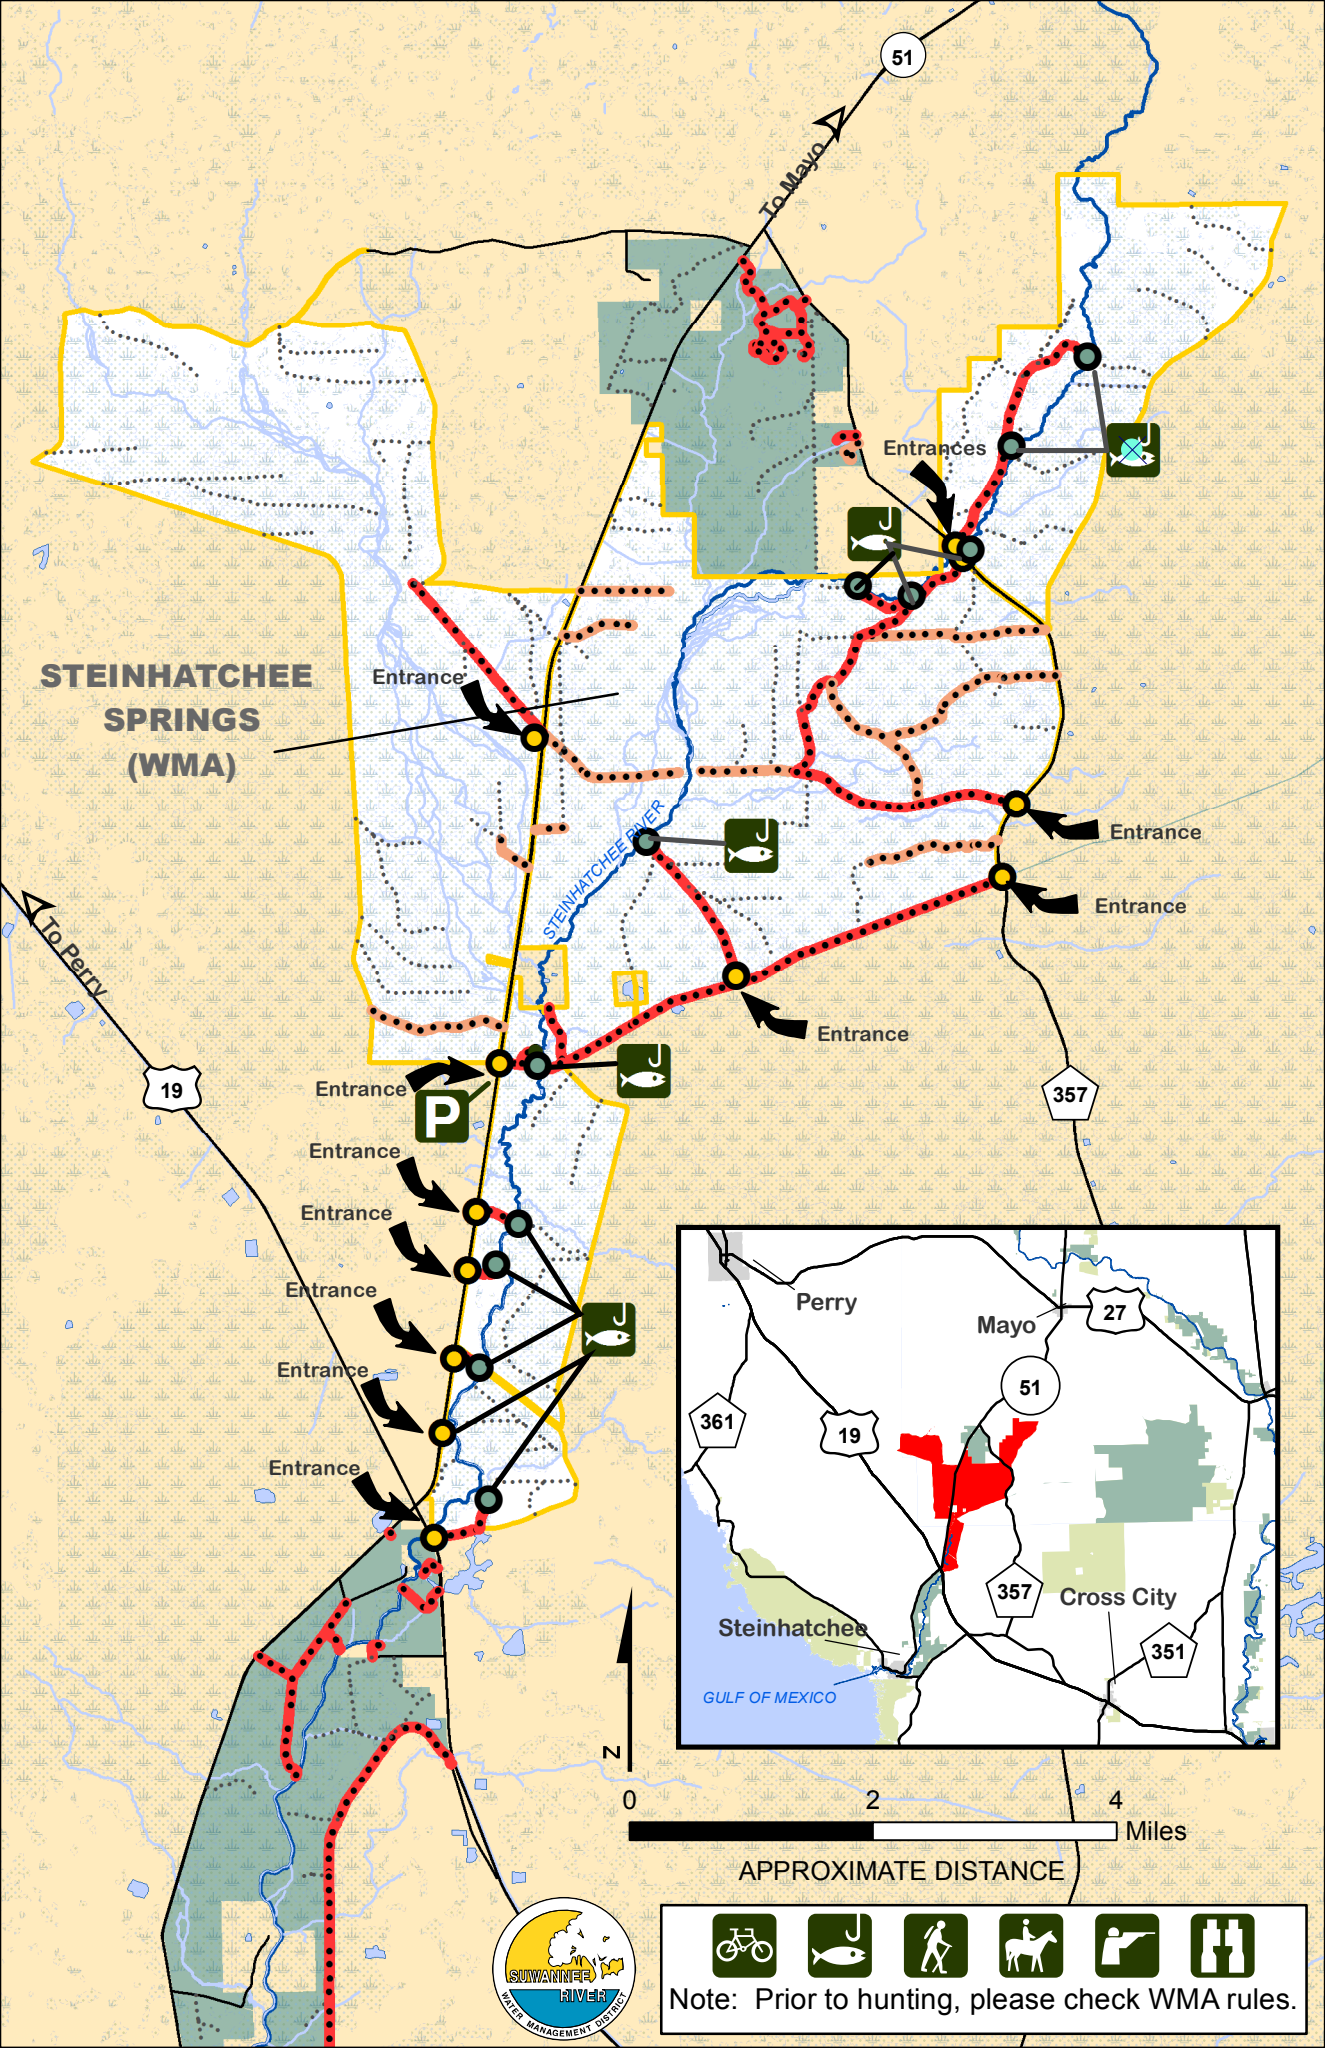 51
To Mayo
Entrances
STEINHATCHEE
SPRINGS
(WMA)
Entrance
STEINHATCHEE RIVER
Entrance
Entrance
To Perry
Entrance
19
Entrance
P
357
Entrance
Entrance
Entrance
Entrance
Entrance
Perry
Mayo
27
51
361
19
357
Cross City
Steinhatchee
351
GULF OF MEXICO
N
0 2 4
Miles
APPROXIMATE DISTANCE
SUWANNEE
RIVER
WATER MANAGEMENT DISTRICT
Note: Prior to hunting, please check WMA rules.